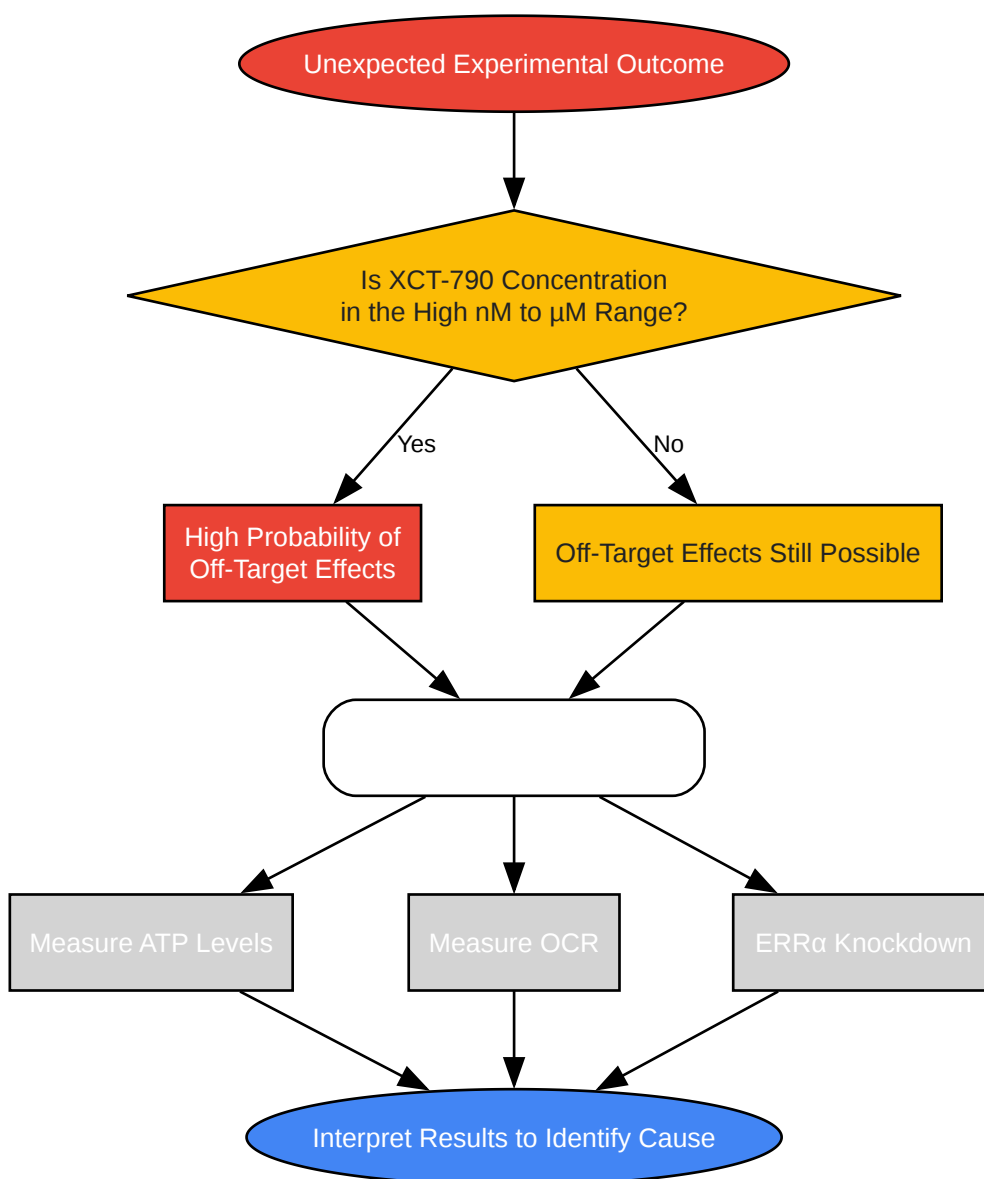 Unexpected Experimental Outcome
Is XCT-790 Concentration
in the High nM to µM Range?
Yes
No
High Probability of
Off-Target Effects
Off-Target Effects Still Possible
Measure ATP Levels
Measure OCR
ERRα Knockdown
Interpret Results to Identify Cause